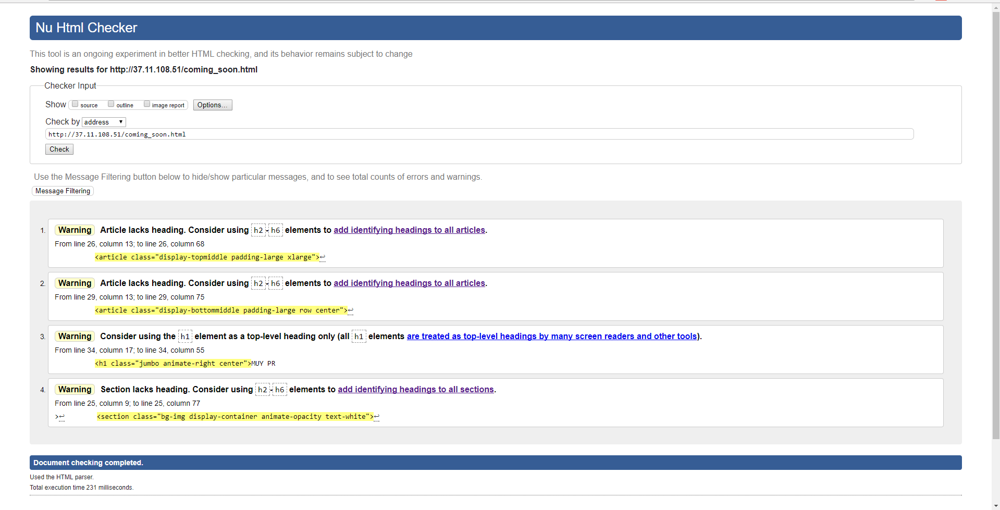 Nu Html Checker
This tool is an ongoing experiment in better HTML checking, and its behavior remains subject to change
Showing results for http://37.11.108.51/coming_soon.html
Checker Input
Show source outline image report Options...
Check by address
http://37.11.108.51/coming_soon.html
Check
Use the Message Filtering button below to hide/show particular messages, and to see total counts of errors and warnings.
Message Filtering
1. Warning Article lacks heading. Consider using h2-h6 elements to add identifying headings to all articles.
From line 26, column 13; to line 26, column 68
<article class="display-topmiddle padding-large xlarge">↩
2. Warning Article lacks heading. Consider using h2-h6 elements to add identifying headings to all articles.
From line 29, column 13; to line 29, column 75
<article class="display-bottommiddle padding-large row center">↩
3. Warning Consider using the h1 element as a top-level heading only (all h1 elements are treated as top-level headings by many screen readers and other tools).
From line 34, column 17; to line 34, column 55
<h1 class="jumbo animate-right center">MUY PR
4. Warning Section lacks heading. Consider using h2-h6 elements to add identifying headings to all sections.
From line 25, column 9; to line 25, column 77
>↩ <section class="bg-img display-container animate-opacity text-white">↩
Document checking completed.
Used the HTML parser.
Total execution time 231 milliseconds.